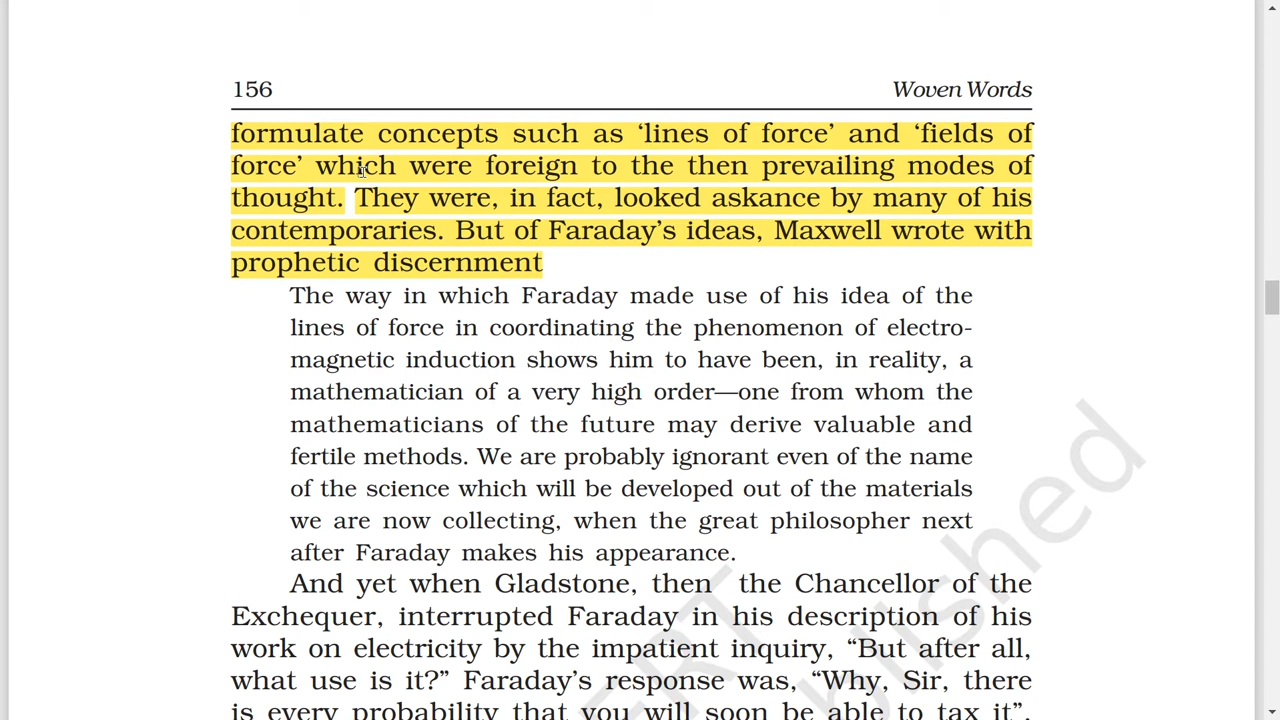 156 Woven Words
formulate concepts such as ‘lines of force’ and ‘fields of
force’ which were foreign to the then prevailing modes of
thought. They were, in fact, looked askance by many of his
contemporaries. But of Faraday’s ideas, Maxwell wrote with
prophetic discernment
The way in which Faraday made use of his idea of the
lines of force in coordinating the phenomenon of electro-
magnetic induction shows him to have been, in reality, a
mathematician of a very high order—one from whom the
mathematicians of the future may derive valuable and
fertile methods. We are probably ignorant even of the name
of the science which will be developed out of the materials
we are now collecting, when the great philosopher next
after Faraday makes his appearance.
And yet when Gladstone, then the Chancellor of the
Exchequer, interrupted Faraday in his description of his
work on electricity by the impatient inquiry, “But after all,
what use is it?” Faraday’s response was, “Why, Sir, there
is every probability that you will soon be able to tax it”.